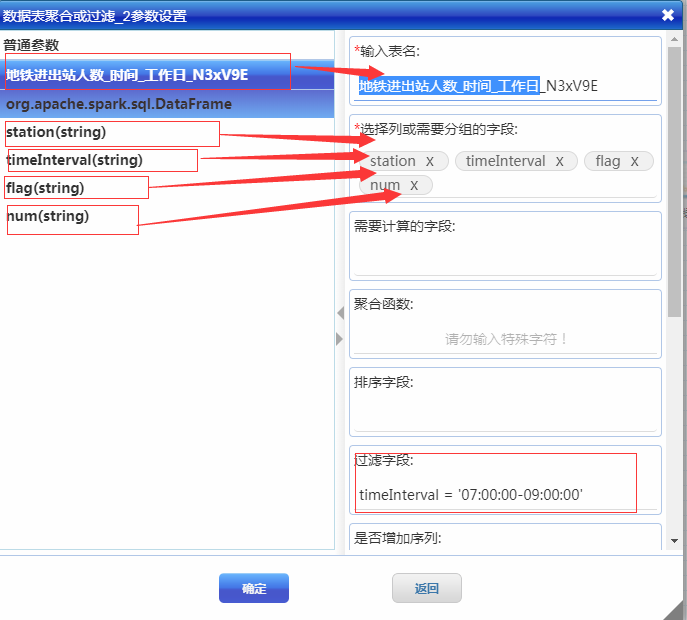 数据表聚合或过滤_2参数设置
普通参数
地铁进出站人数_时间_工作日_N3xV9E
org.apache.spark.sql.DataFrame
station(string)
timeInterval(string)
flag(string)
num(string)
*输入表名:
地铁进出站人数_时间_工作日_N3xV9E
*选择列或需要分组的字段:
station x timeInterval x flag x
num x
需要计算的字段:
聚合函数:
请勿输入特殊字符！
排序字段:
过滤字段:
timeInterval = '07:00:00-09:00:00'
是否增加序列:
确定 返回